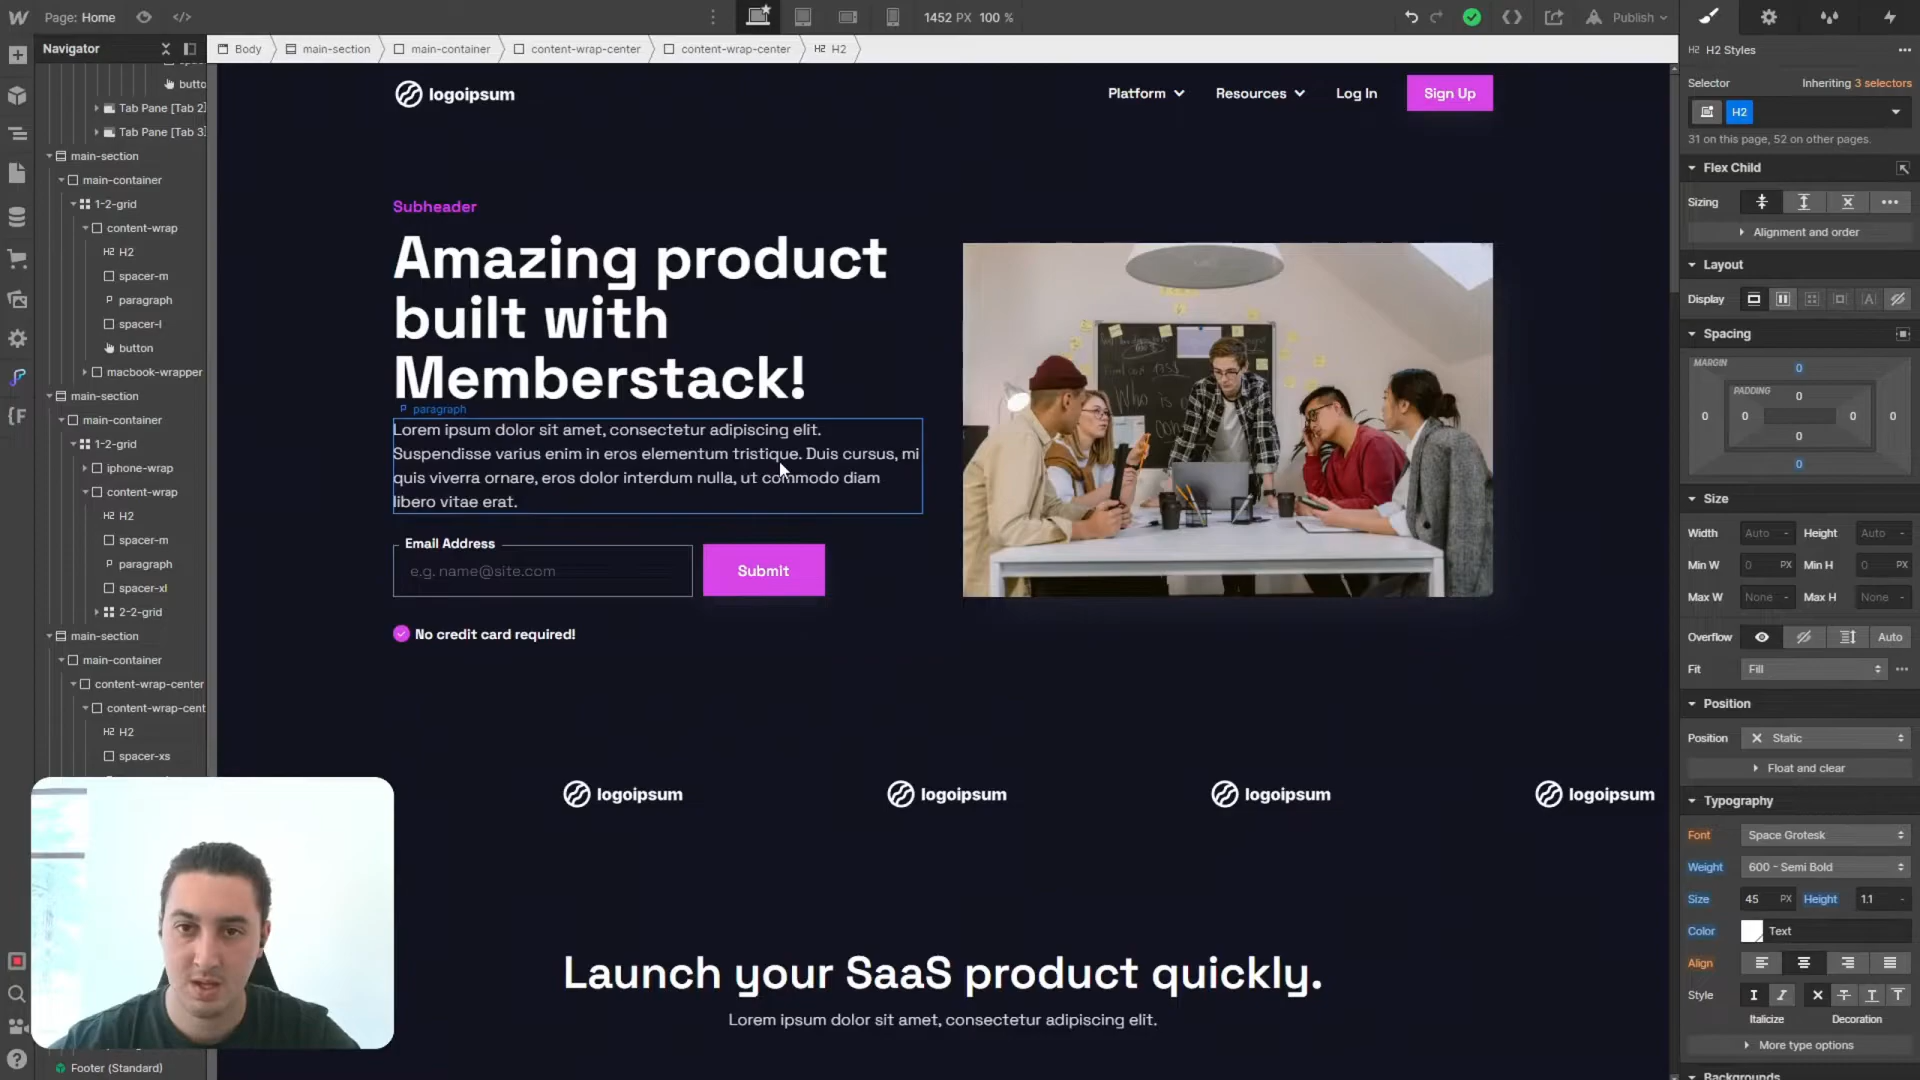 Page: Home
1452 PX 100 %
Publish
Navigator
Body
main-section
main-container
content-wrap-center
content-wrap-center
H2 H2
H2 H2 Styles
Selector
Inheriting 3 selectors
H2
31 on this page, 52 on other pages.
Flex Child
Sizing
Alignment and order
Layout
Display
Spacing
MARGIN
0
PADDING
0
0
0
0
0
0
0
Size
Width
Auto -
Height
Auto -
Min W
0 PX
Min H
0 PX
Max W
None -
Max H
None -
Overflow
Auto
Fit
Fill
Position
Position
Static
Float and clear
Typography
Font
Space Grotesk
Weight
600 - Semi Bold
Size
45 PX
Height
1.1 -
Color
Text
Align
Style
Italicize
Decoration
More type options
Backgrounds
butto
Tab Pane [Tab 2]
Tab Pane [Tab 3]
main-section
main-container
1-2-grid
content-wrap
H2 H2
spacer-m
P paragraph
spacer-l
button
macbook-wrapper
main-section
main-container
1-2-grid
iphone-wrap
content-wrap
H2 H2
spacer-m
P paragraph
spacer-xl
2-2-grid
main-section
main-container
content-wrap-center
content-wrap-cent
H2 H2
spacer-xs
Footer (Standard)
logoipsum
Platform
Resources
Log In
Sign Up
Subheader
Amazing product
built with
Memberstack!
P paragraph
Lorem ipsum dolor sit amet, consectetur adipiscing elit.
Suspendisse varius enim in eros elementum tristique. Duis cursus, mi
quis viverra ornare, eros dolor interdum nulla, ut commodo diam
libero vitae erat.
Email Address
e.g. name@site.com
Submit
No credit card required!
logoipsum
logoipsum
logoipsum
logoipsum
Launch your SaaS product quickly.
Lorem ipsum dolor sit amet, consectetur adipiscing elit.